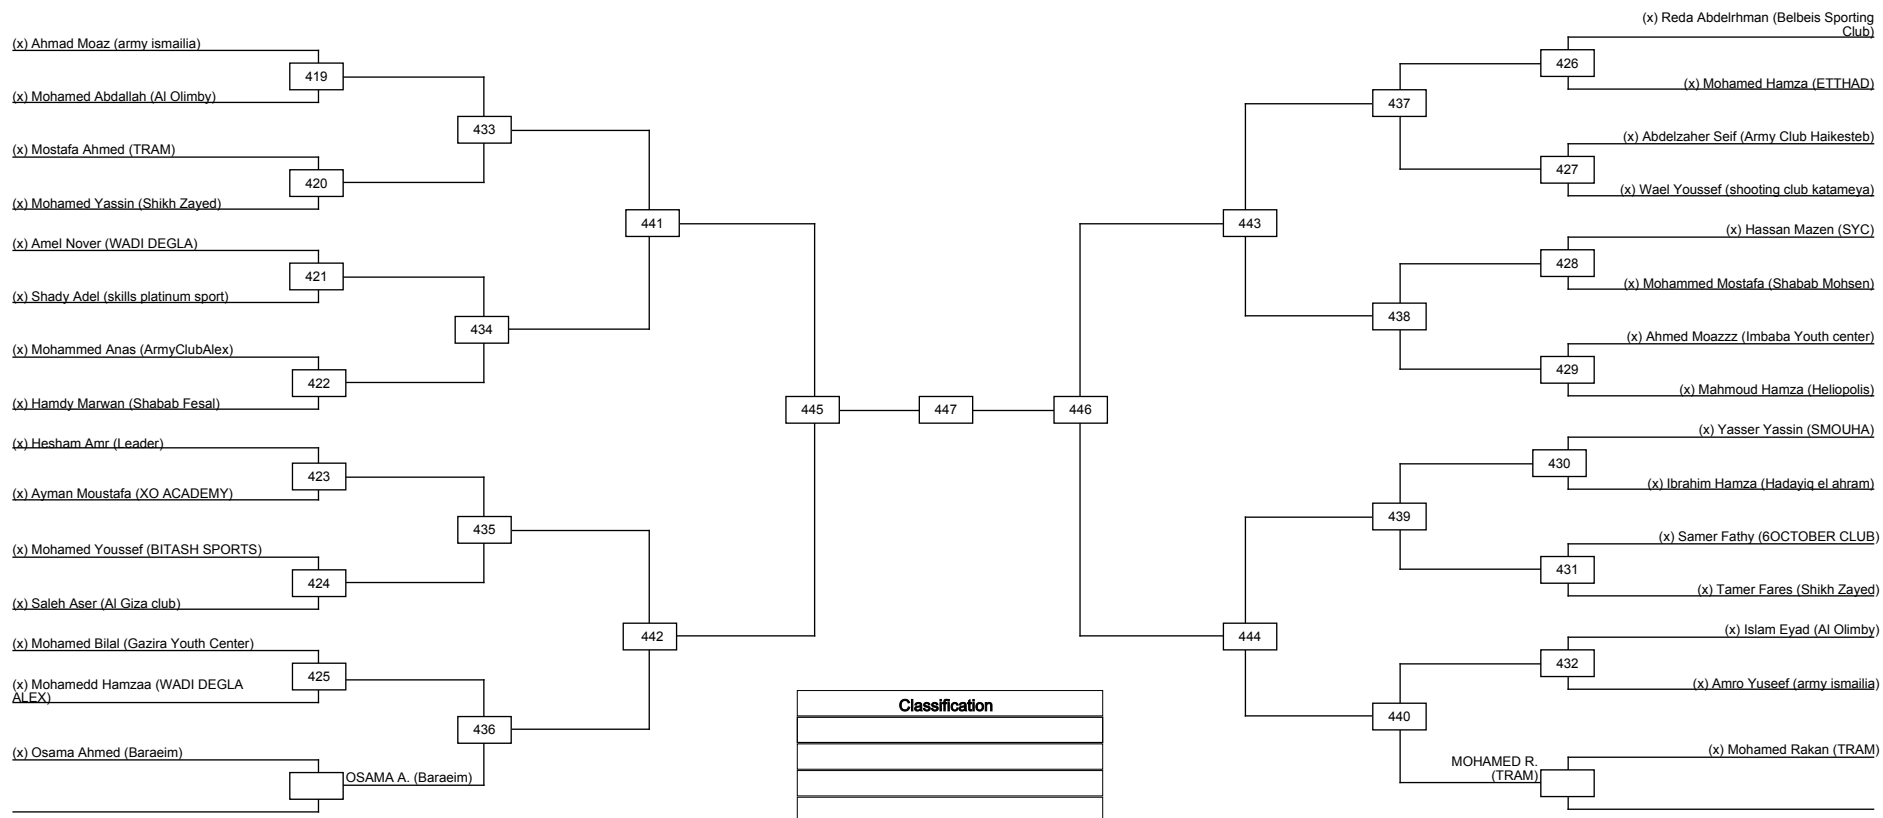 (x) Ahmad Moaz (army ismailia)
419
(x) Mohamed Abdallah (Al Olimby)
433
(x) Mostafa Ahmed (TRAM)
420
(x) Mohamed Yassin (Shikh Zayed)
441
(x) Amel Nover (WADI DEGLA)
421
(x) Shady Adel (skills platinum sport)
434
(x) Mohammed Anas (ArmyClubAlex)
422
(x) Hamdy Marwan (Shabab Fesal)
445
447
446
(x) Hesham Amr (Leader)
423
(x) Ayman Moustafa (XO ACADEMY)
435
(x) Mohamed Youssef (BITASH SPORTS)
424
(x) Saleh Aser (Al Giza club)
442
(x) Mohamed Bilal (Gazira Youth Center)
425
(x) Mohamedd Hamzaa (WADI DEGLA
ALEX)
436
(x) Osama Ahmed (Baraeim)
OSAMA A. (Baraeim)
Classification
(x) Reda Abdelrhman (Belbeis Sporting
Club)
426
(x) Mohamed Hamza (ETTHAD)
437
(x) Abdelzaher Seif (Army Club Haikesteb)
427
(x) Wael Youssef (shooting club katameya)
443
(x) Hassan Mazen (SYC)
428
(x) Mohammed Mostafa (Shabab Mohsen)
438
(x) Ahmed Moazzz (Imbaba Youth center)
429
(x) Mahmoud Hamza (Heliopolis)
(x) Yasser Yassin (SMOUHA)
430
(x) Ibrahim Hamza (Hadayiq el ahram)
439
(x) Samer Fathy (6OCTOBER CLUB)
431
(x) Tamer Fares (Shikh Zayed)
444
(x) Islam Eyad (Al Olimby)
432
(x) Amro Yuseef (army ismailia)
440
(x) Mohamed Rakan (TRAM)
MOHAMED R.
(TRAM)